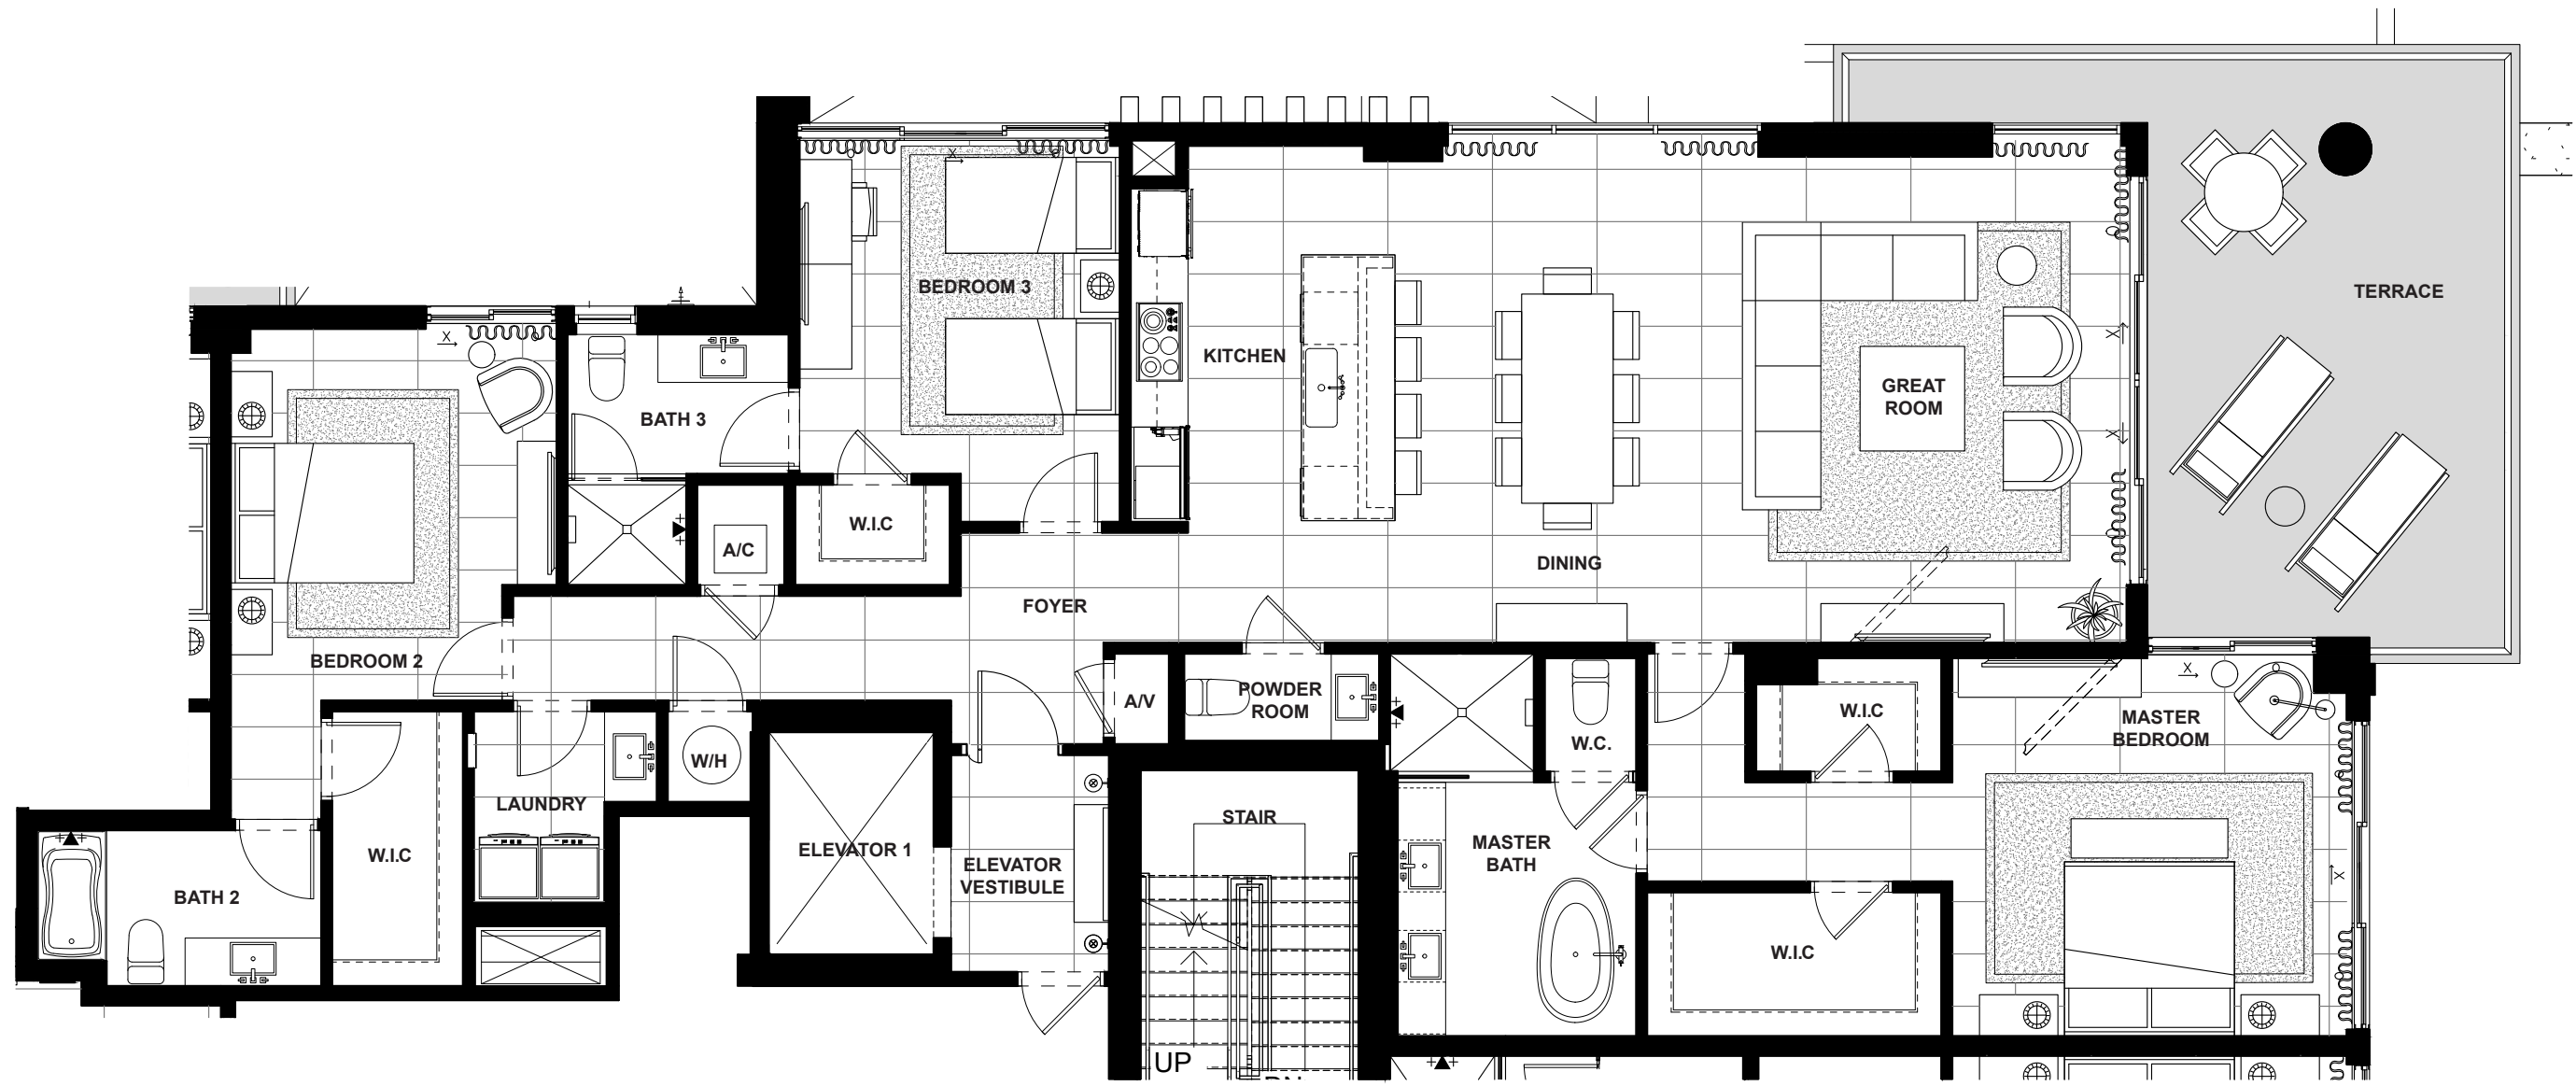 BEDROOM 3
TERRACE
KITCHEN
BATH 3
GREAT
ROOM
W.I.C
A/C
DINING
FOYER
BEDROOM 2
A/V
POWDER
ROOM
W.I.C
MASTER
BEDROOM
W.C.
W/H
LAUNDRY
STAIR
ELEVATOR 1
ELEVATOR
VESTIBULE
MASTER
BATH
W.I.C
BATH 2
W.I.C
UP
X
X
X
X
X
X